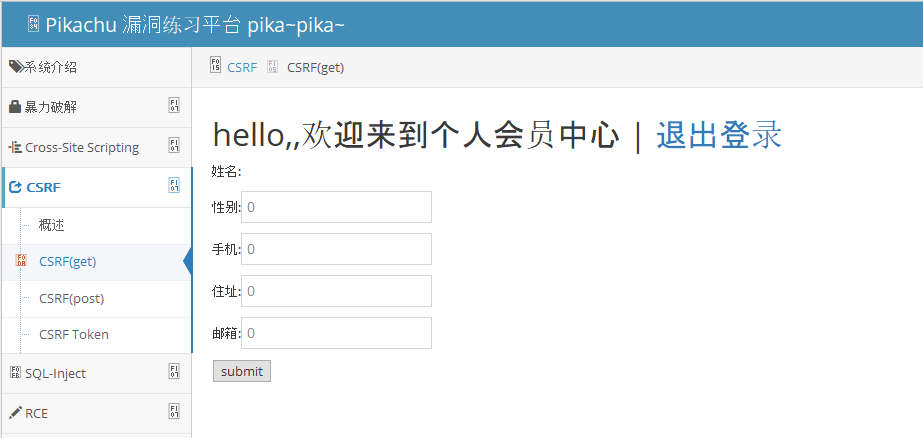 Pikachu 漏洞练习平台 pika~pika~
系统介绍
暴力破解
Cross-Site Scripting
CSRF
概述
CSRF(get)
CSRF(post)
CSRF Token
SQL-Inject
RCE
CSRF CSRF(get)
hello,,欢迎来到个人会员中心 | 退出登录
姓名:
性别: 0
手机: 0
住址: 0
邮箱: 0
submit